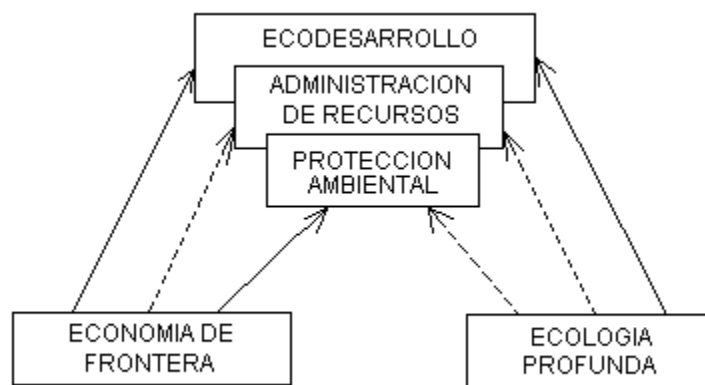 ECODESARROLLO
ADMINISTRACION
DE RECURSOS
PROTECCION
AMBIENTAL
ECONOMIA DE
FRONTERA
ECOLOGIA
PROFUNDA